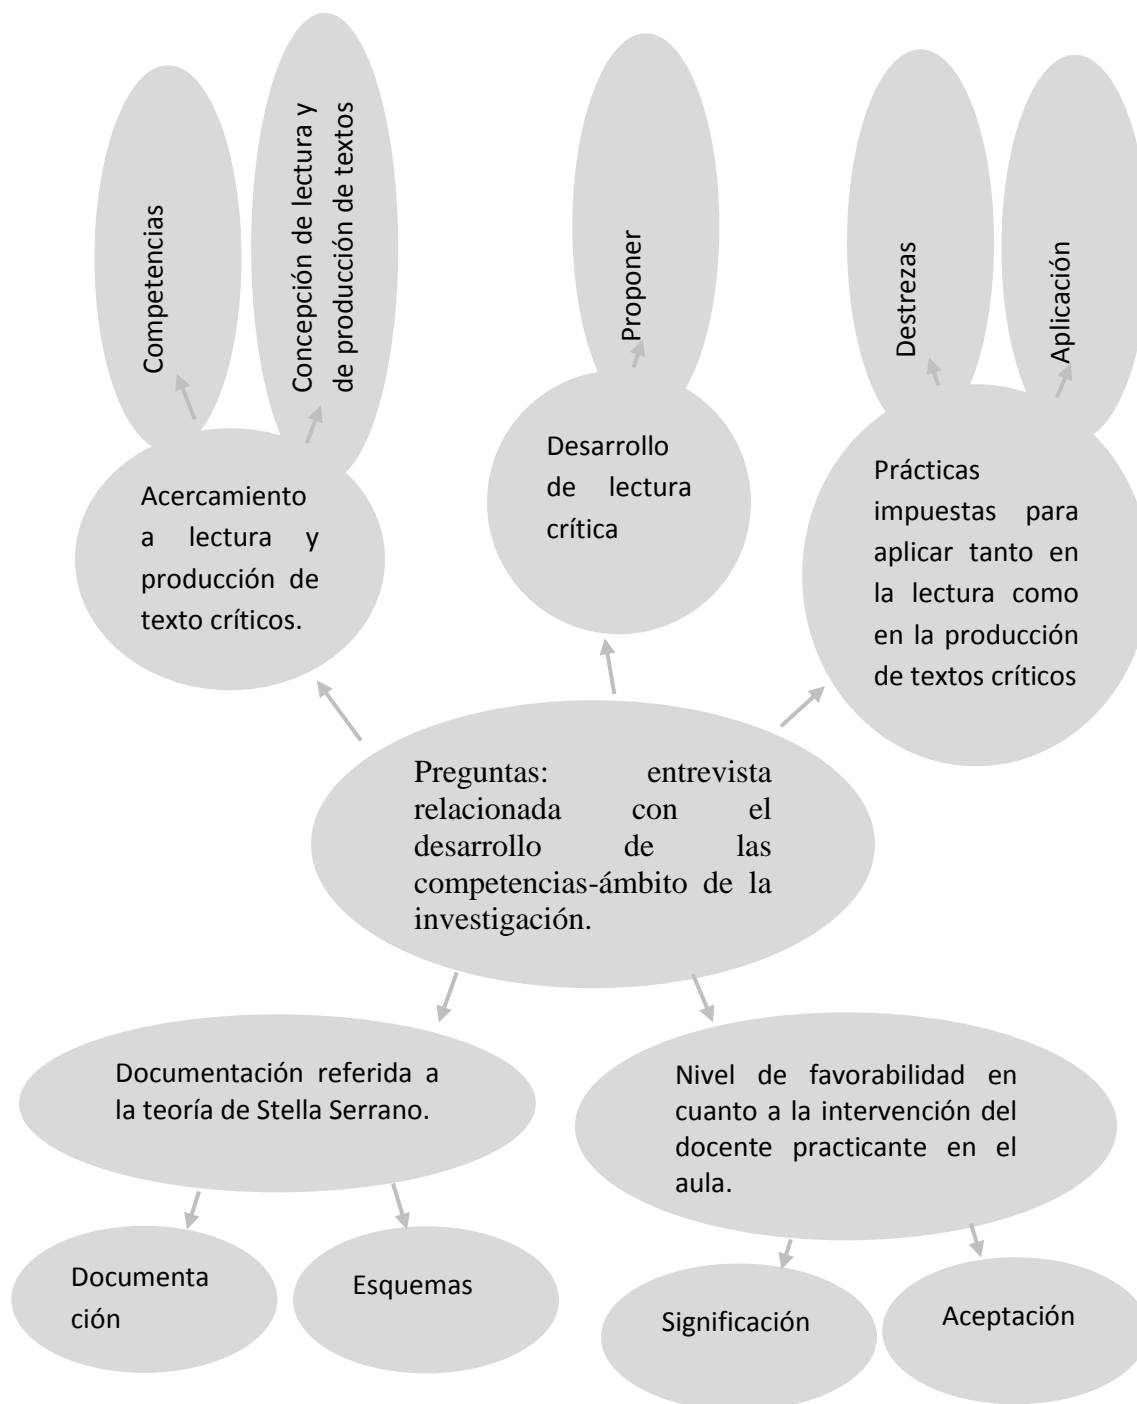 Competencias
Concepción de lectura y
de producción de textos
Proponer
Destrezas
Aplicación
Acercamiento
a lectura y
producción de
texto críticos.
Desarrollo
de lectura
crítica
Prácticas
impuestas para
aplicar tanto en
la lectura como
en la producción
de textos críticos
Preguntas: entrevista
relacionada con el
desarrollo de las
competencias-ámbito de la
investigación.
Documentación referida a
la teoría de Stella Serrano.
Nivel de favorabilidad en
cuanto a la intervención del
docente practicante en el
aula.
Documenta
ción
Esquemas
Significación
Aceptación